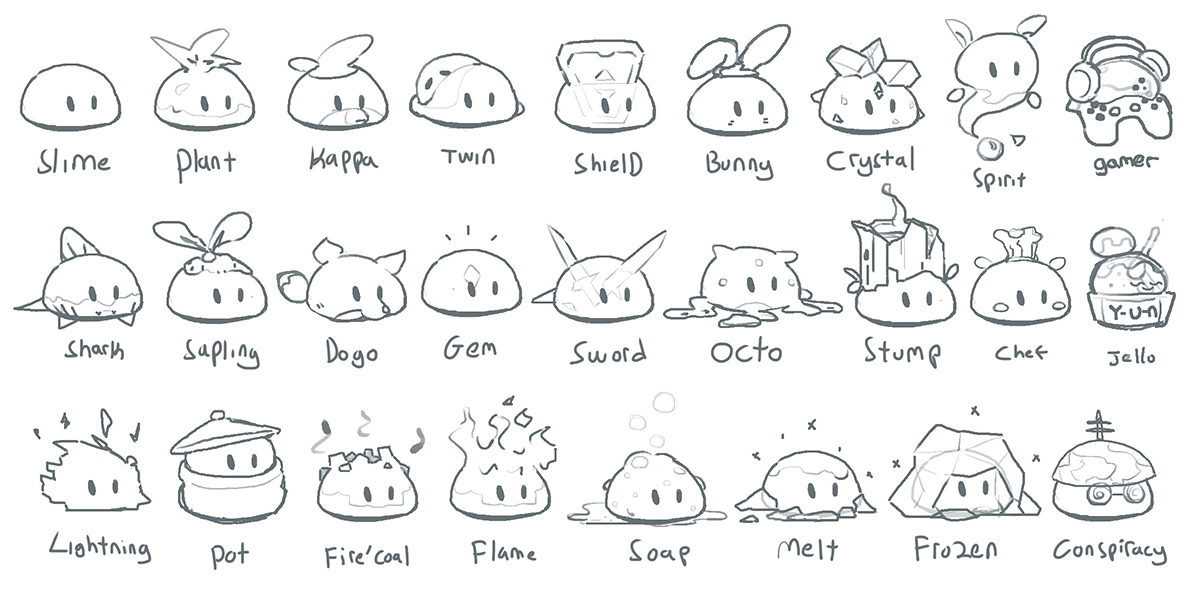 Slime
Plant
Kappa
Twin
ShielD
Bunny
Crystal
Spirit
gamer
Shark
Sapling
Dogo
Gem
Sword
Octo
Stump
Chef
Y-U-n
Jello
Lightning
Pot
Fire'coal
Flame
Soap
Melt
Frozen
Conspiracy